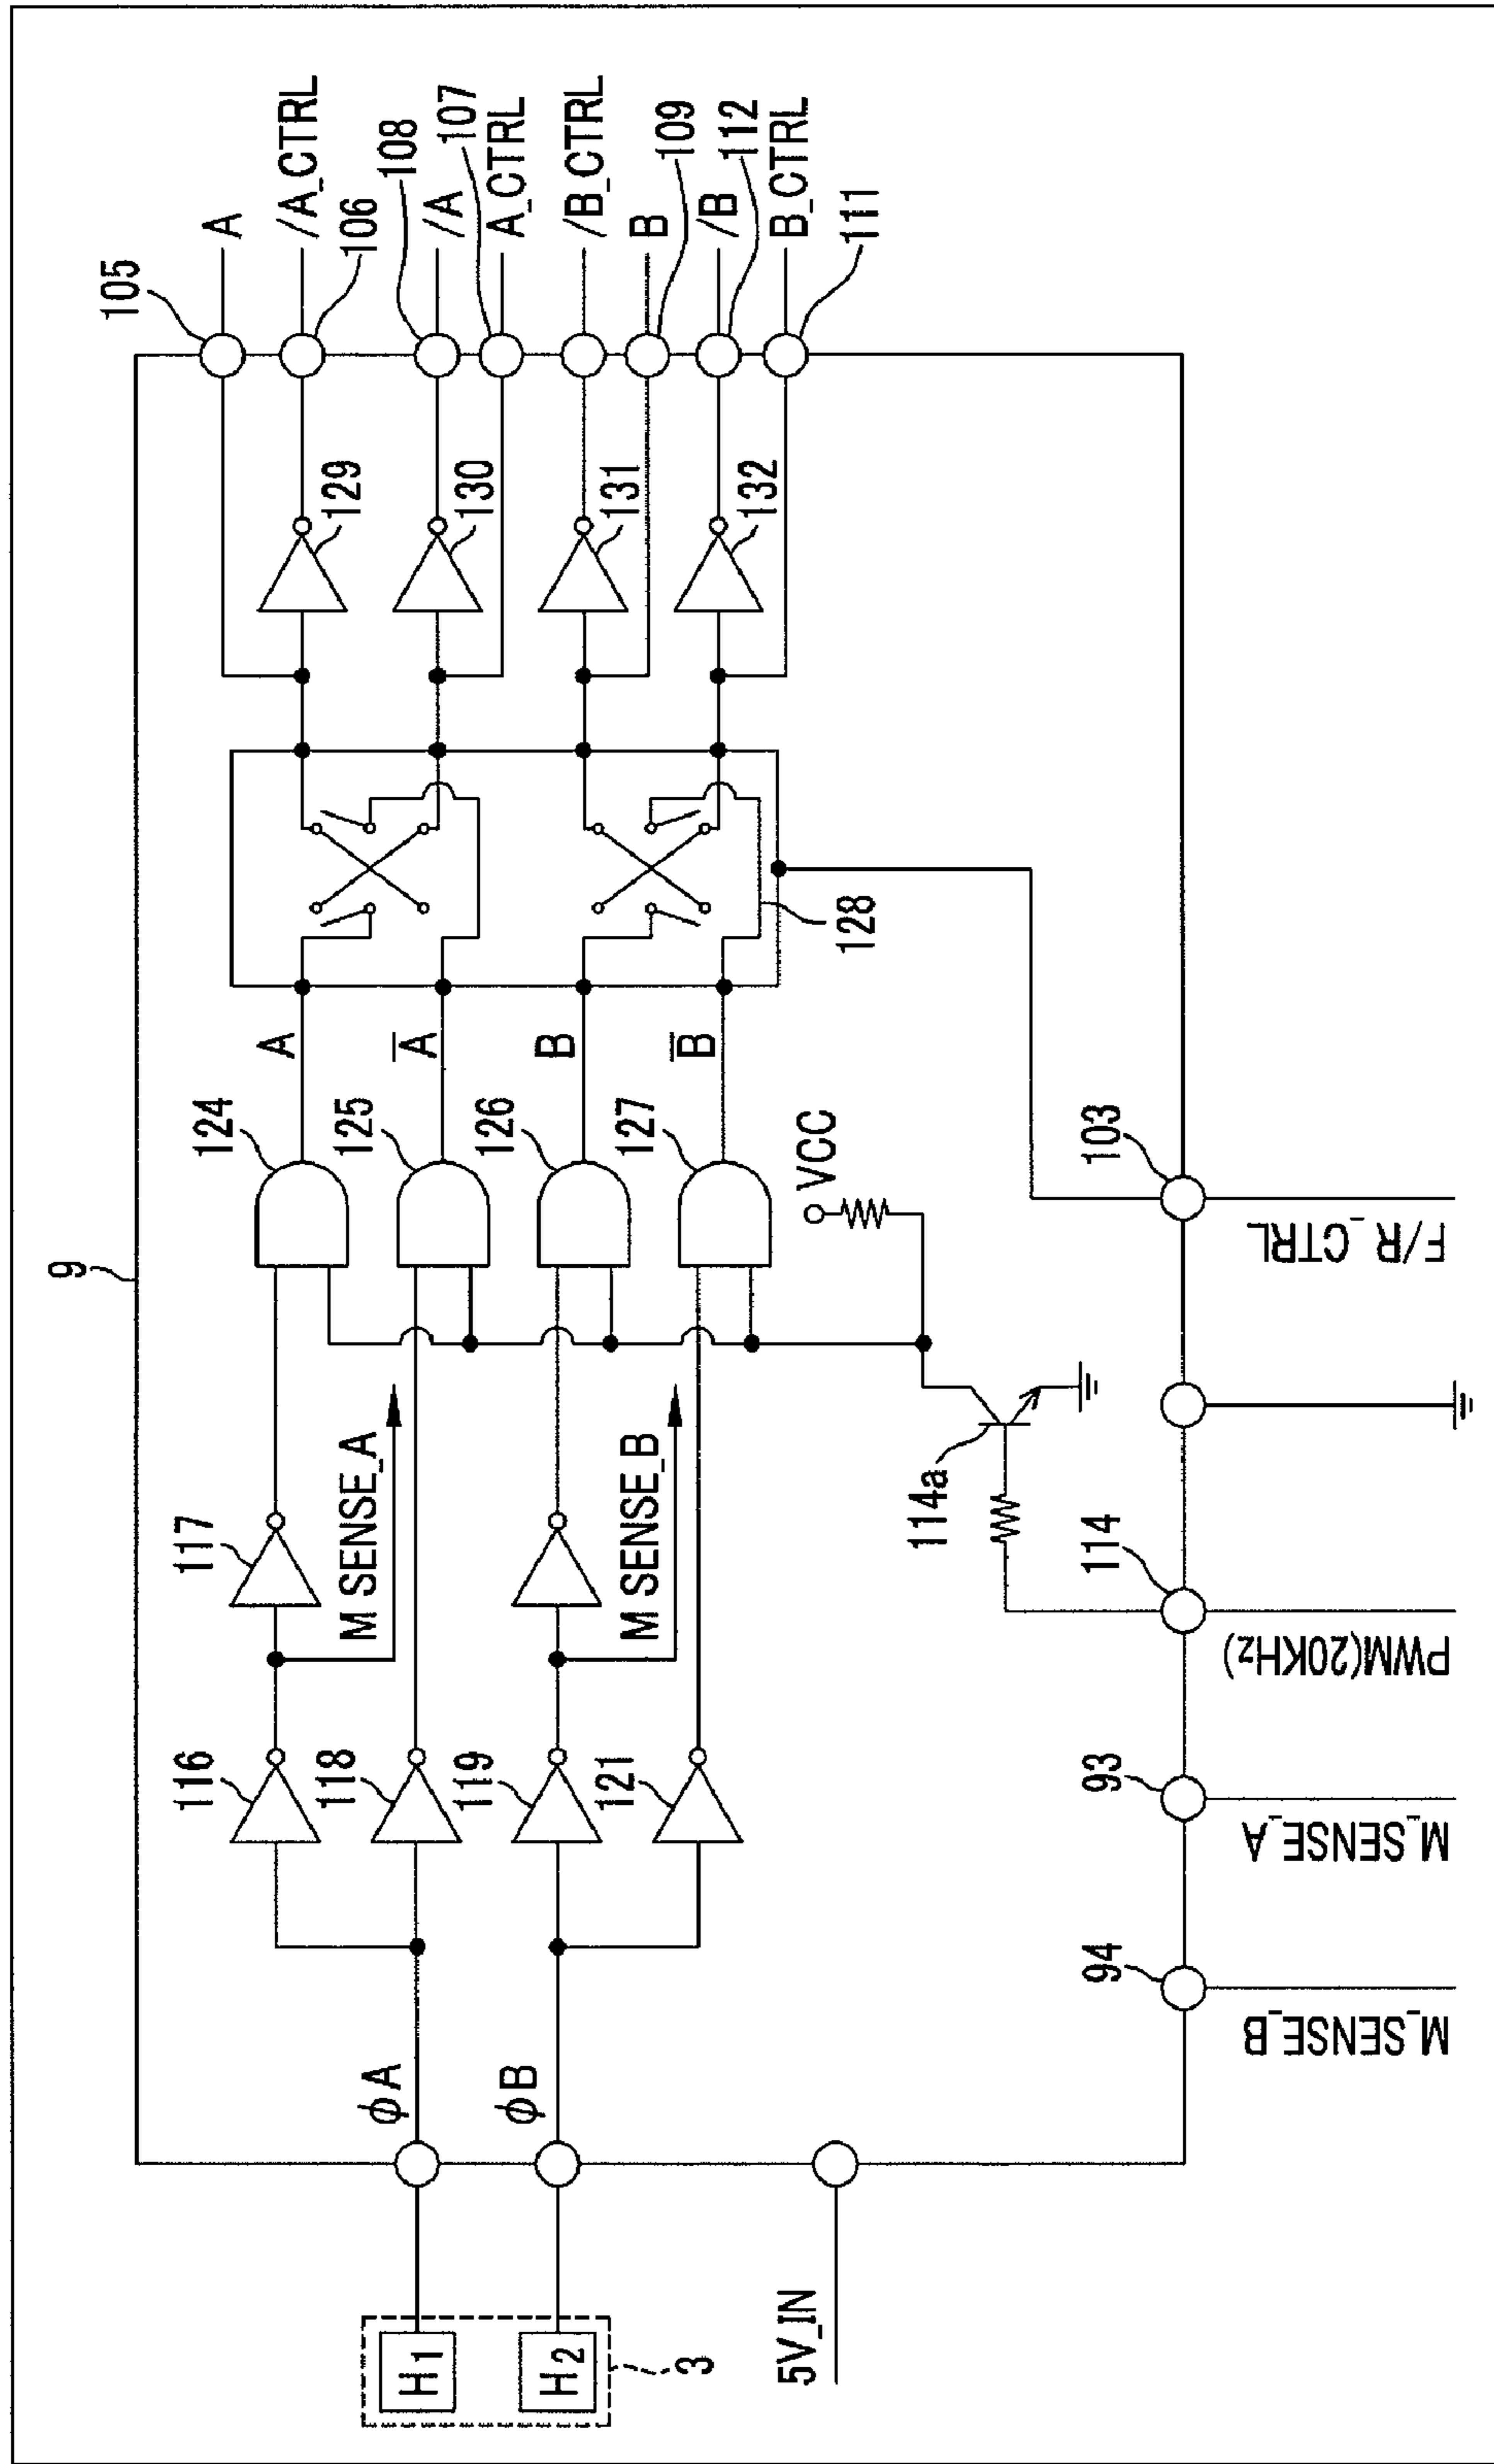 9
H1
H2
3
5V_IN
φA
φB
116
118
119
121
117
M SENSE_A
M SENSE_B
124
125
126
127
A
A
B
B
VCC
114a
128
129
130
131
132
105
A
/A_CTRL
106
108
/A
107
A_CTRL
/B_CTRL
B
109
/B
112
B_CTRL
111
94
M_SENSE_B
93
M_SENSE_A
114
PWM(20KHz)
103
F/R_CTRL